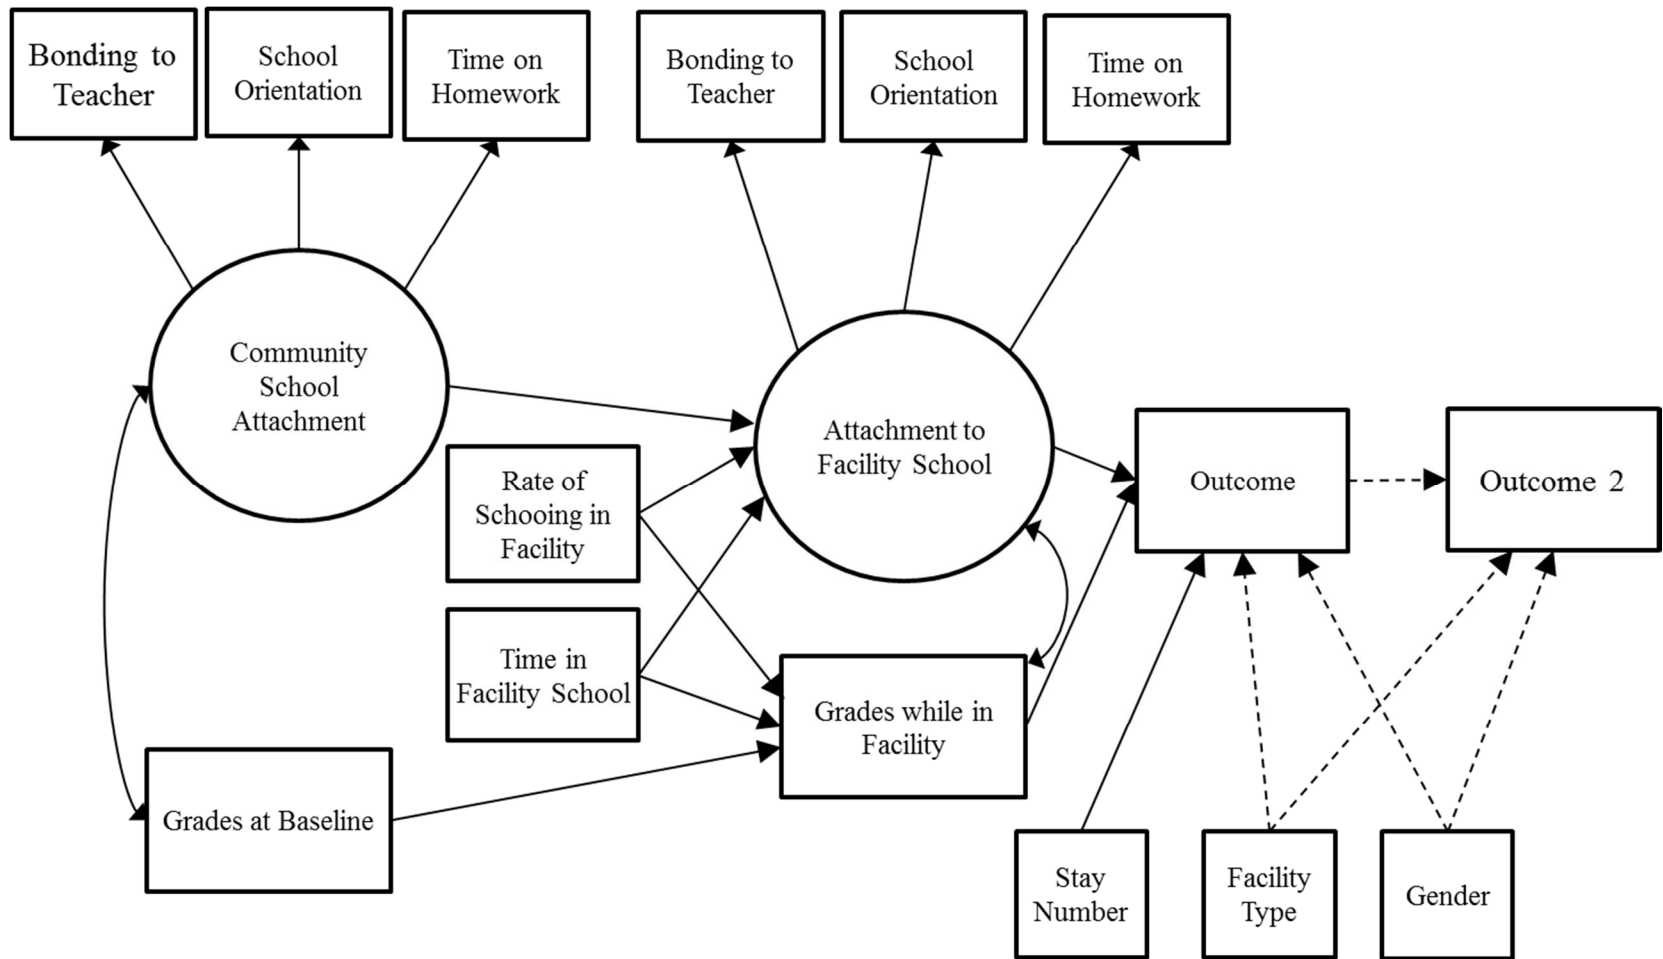 Bonding to
Teacher
School
Orientation
Time on
Homework
Bonding to
Teacher
School
Orientation
Time on
Homework
Community
School
Attachment
Attachment to
Facility School
Rate of
Schooing in
Facility
Outcome
Outcome 2
Time in
Facility School
Grades while in
Facility
Grades at Baseline
Stay
Number
Facility
Type
Gender